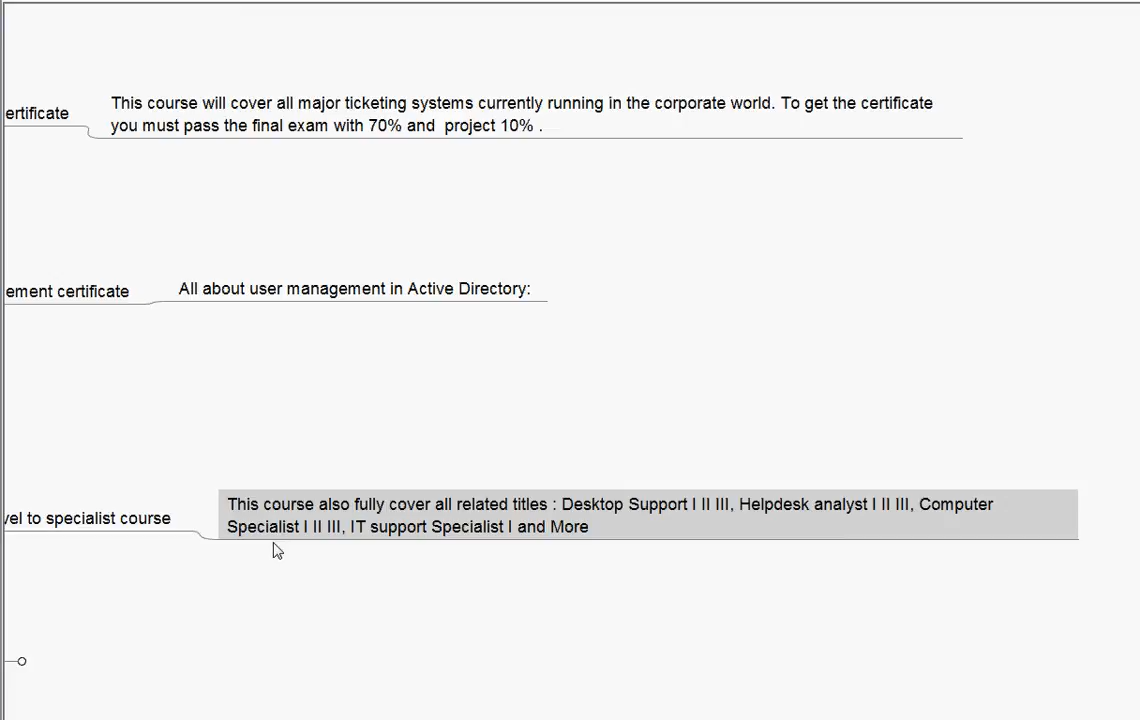 ertificate
This course will cover all major ticketing systems currently running in the corporate world. To get the certificate
you must pass the final exam with 70% and  project 10% .
ement certificate
All about user management in Active Directory:
vel to specialist course
This course also fully cover all related titles : Desktop Support I II III, Helpdesk analyst I II III, Computer
Specialist I II III, IT support Specialist I and More